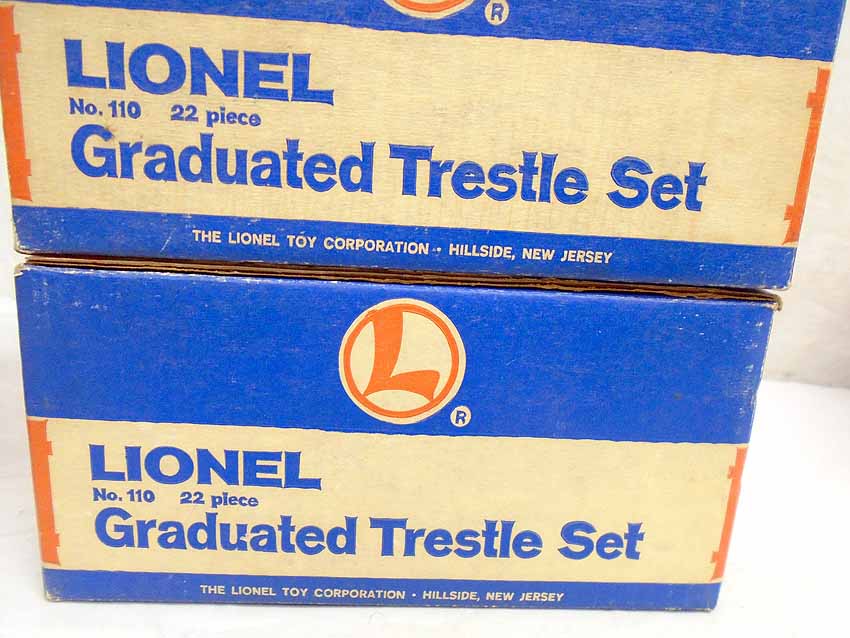 ®
LIONEL
No. 110 22 piece
Graduated Trestle Set
THE LIONEL TOY CORPORATION • HILLSIDE, NEW JERSEY
L
®
LIONEL
No. 110 22 piece
Graduated Trestle Set
THE LIONEL TOY CORPORATION • HILLSIDE, NEW JERSEY